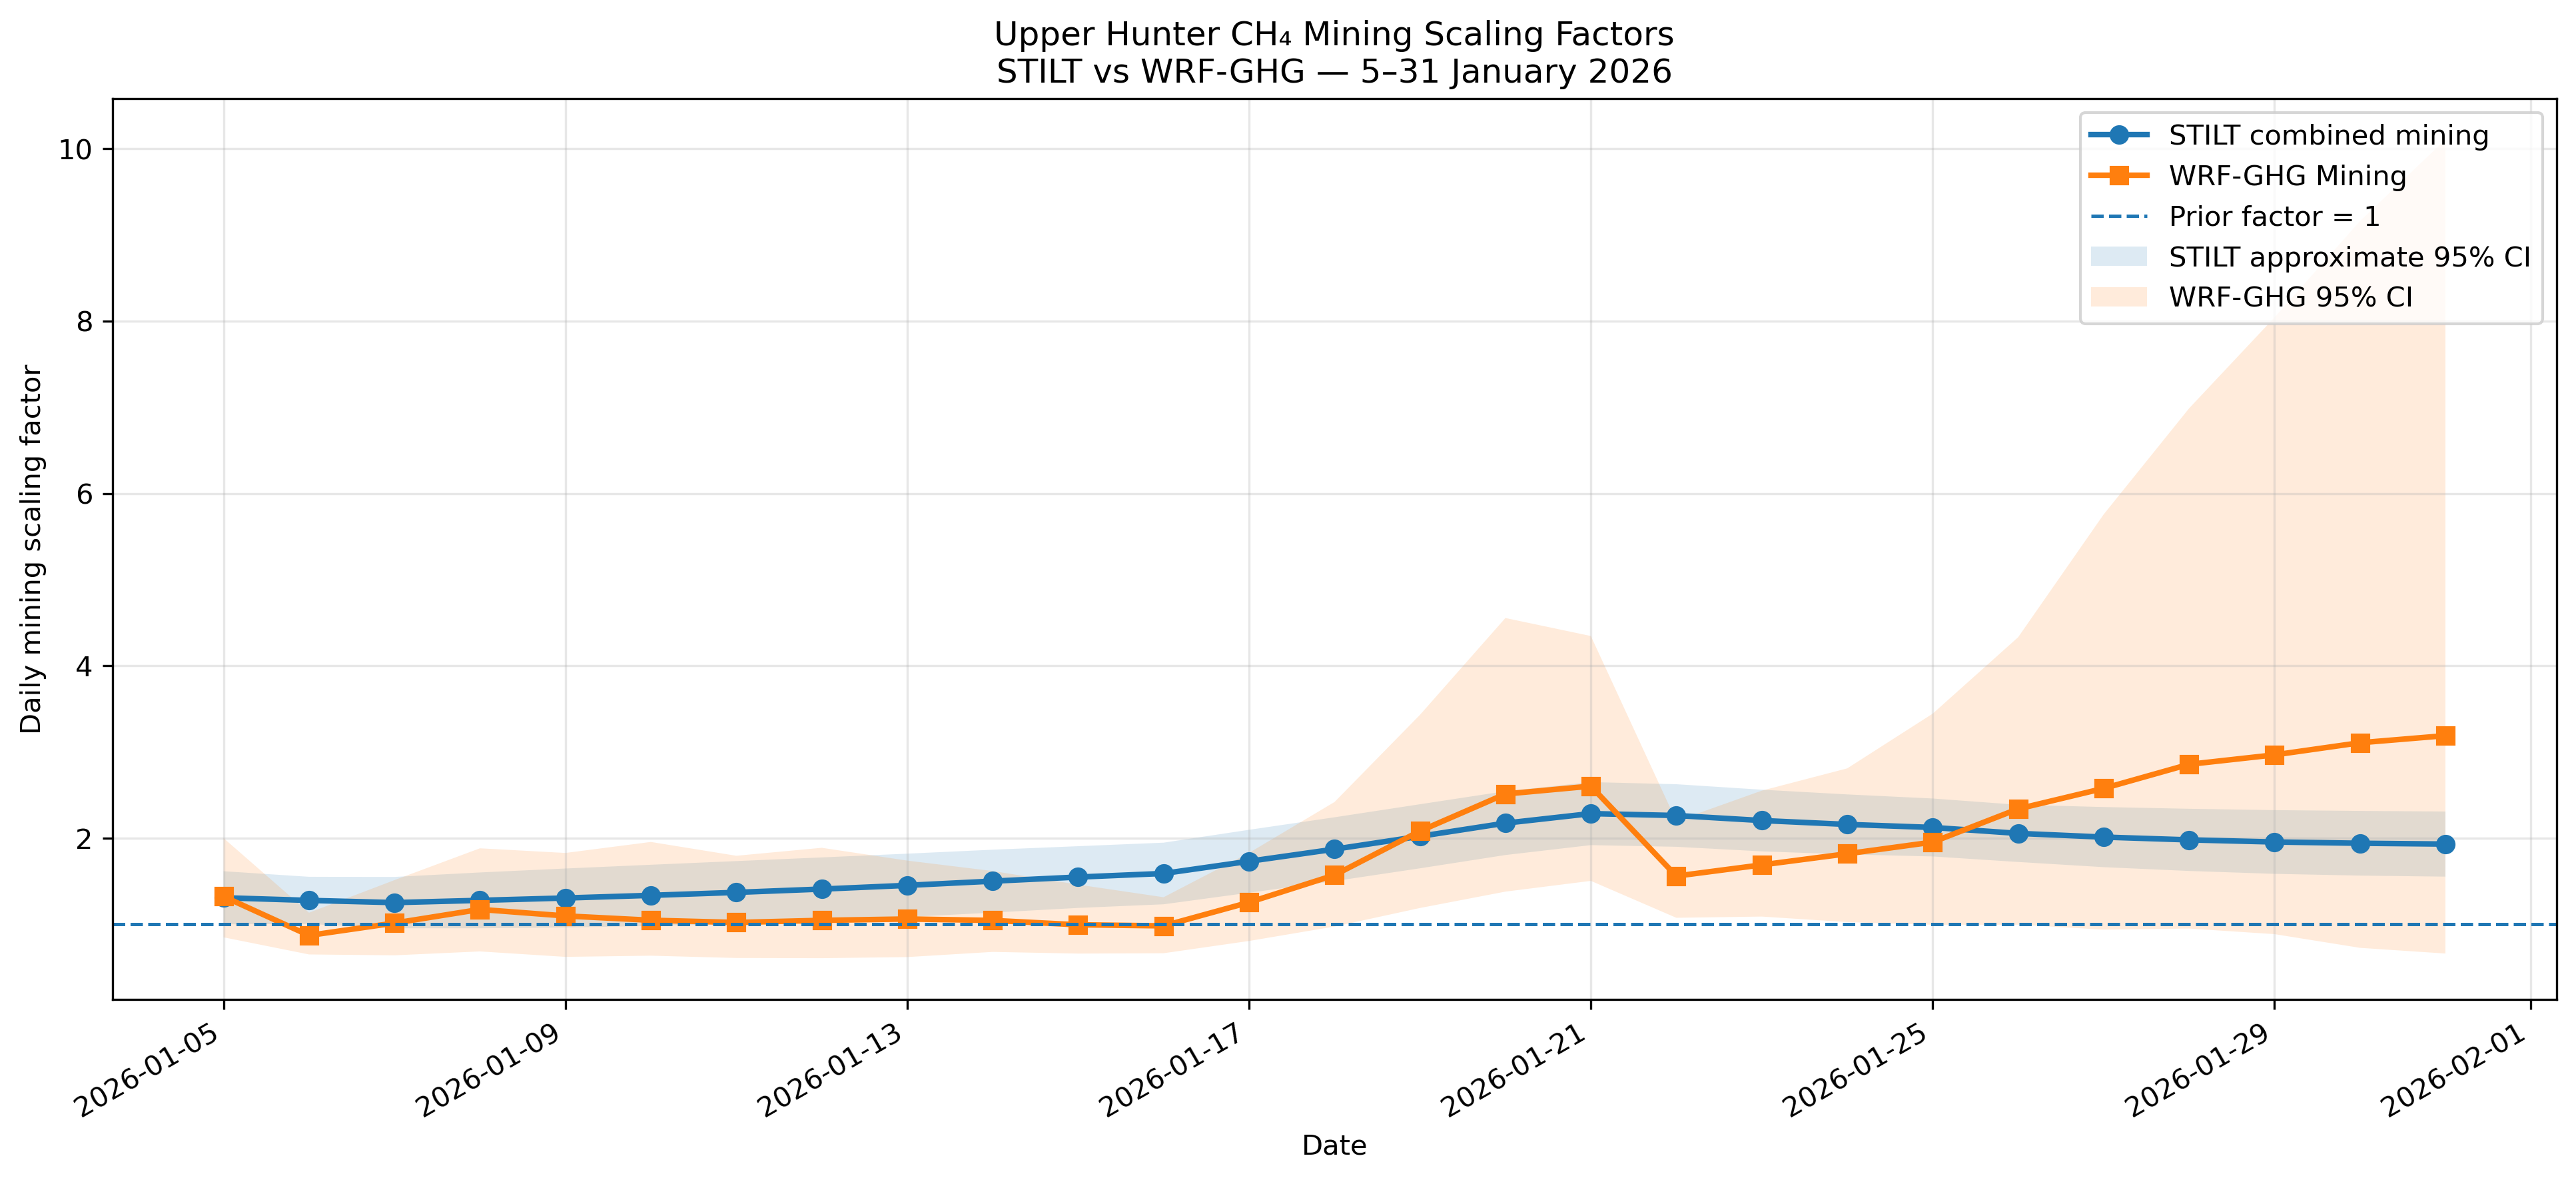 Upper Hunter CH₄ Mining Scaling Factors
STILT vs WRF-GHG — 5–31 January 2026
10
8
6
4
2
Daily mining scaling factor
STILT combined mining
WRF-GHG Mining
Prior factor = 1
STILT approximate 95% CI
WRF-GHG 95% CI
2026-01-05
2026-01-09
2026-01-13
2026-01-17
2026-01-21
2026-01-25
2026-01-29
2026-02-01
Date